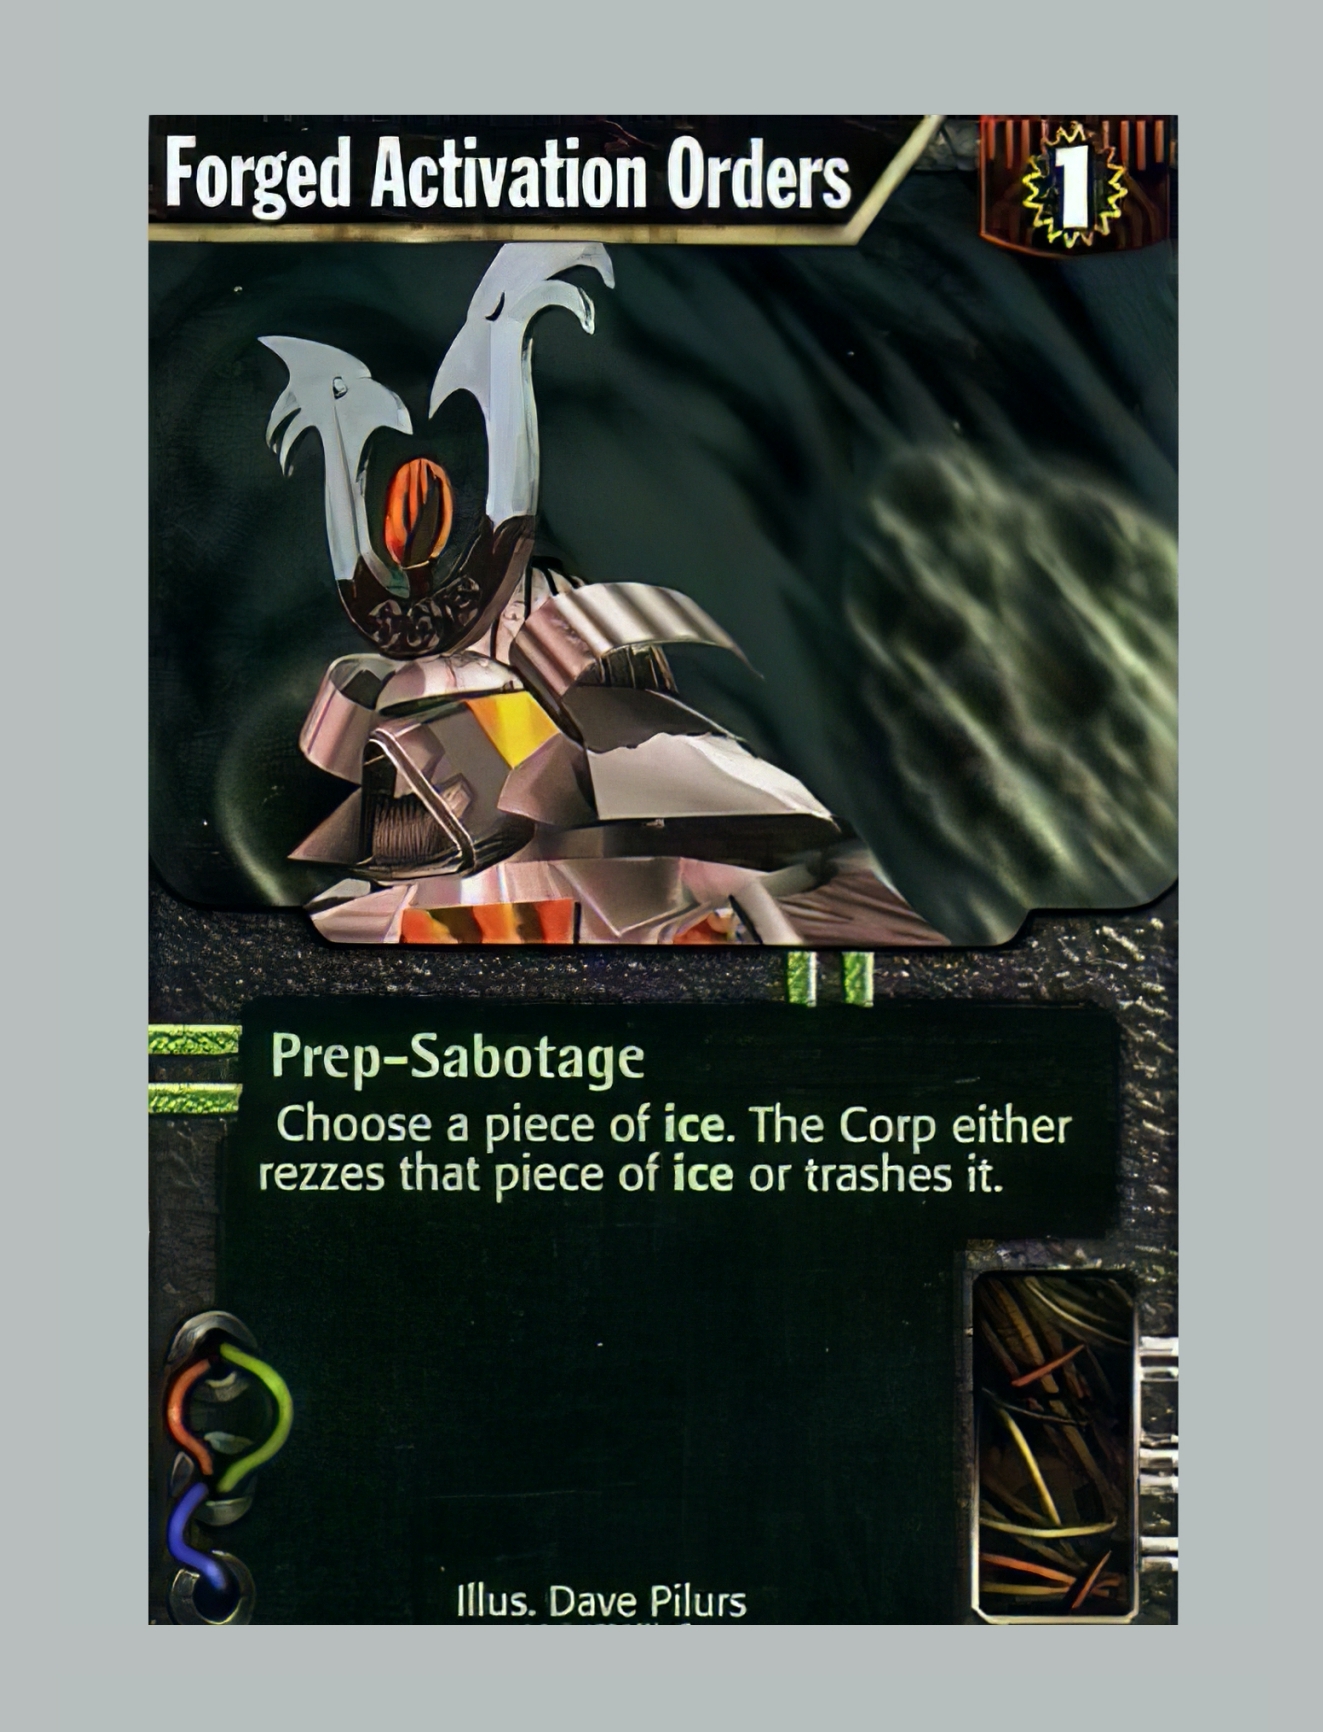 Forged Activation Orders
1
Prep-Sabotage
Choose a piece of ice. The Corp either
rezzes that piece of ice or trashes it.
Illus. Dave Pilurs